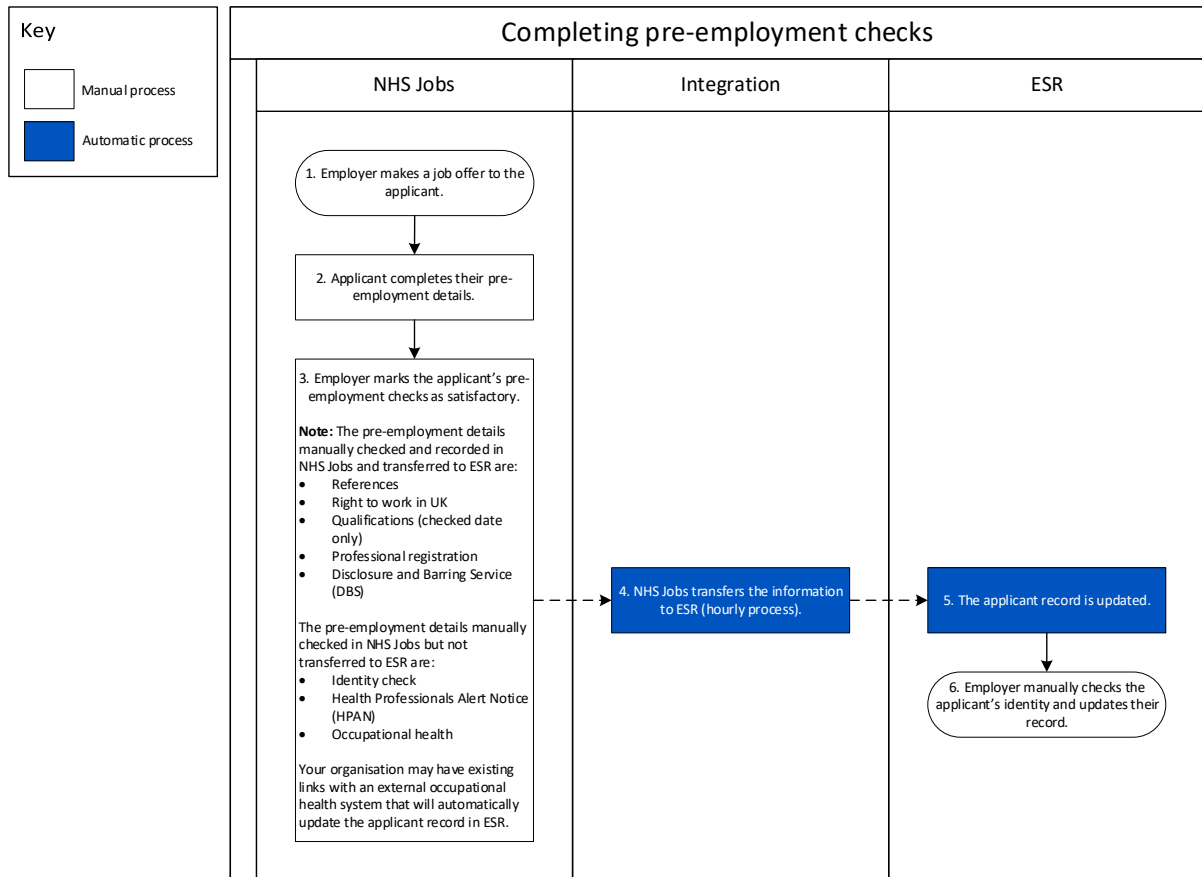 Key
Manual process
Automatic process
Completing pre-employment checks
NHS Jobs
Integration
ESR
1. Employer makes a job offer to the
applicant.
2. Applicant completes their pre-
employment details.
3. Employer marks the applicant’s pre-
employment checks as satisfactory.
Note: The pre-employment details
manually checked and recorded in
NHS Jobs and transferred to ESR are:
• References
• Right to work in UK
• Qualifications (checked date
only)
• Professional registration
• Disclosure and Barring Service
(DBS)
The pre-employment details manually
checked in NHS Jobs but not
transferred to ESR are:
• Identity check
• Health Professionals Alert Notice
(HPAN)
• Occupational health
Your organisation may have existing
links with an external occupational
health system that will automatically
update the applicant record in ESR.
4. NHS Jobs transfers the information
to ESR (hourly process).
5. The applicant record is updated.
6. Employer manually checks the
applicant’s identity and updates their
record.